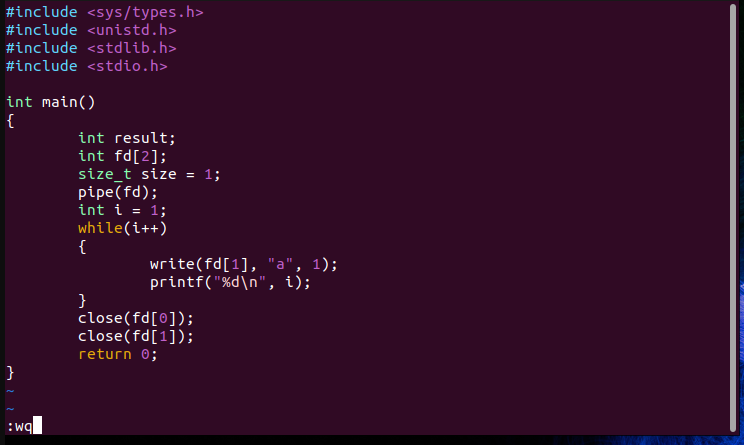 #include <sys/types.h>
#include <unistd.h>
#include <stdlib.h>
#include <stdio.h>

int main()
{
        int result;
        int fd[2];
        size_t size = 1;
        pipe(fd);
        int i = 1;
        while(i++)
        {
                write(fd[1], "a", 1);
                printf("%d\n", i);
        }
        close(fd[0]);
        close(fd[1]);
        return 0;
}
~
~
:wq